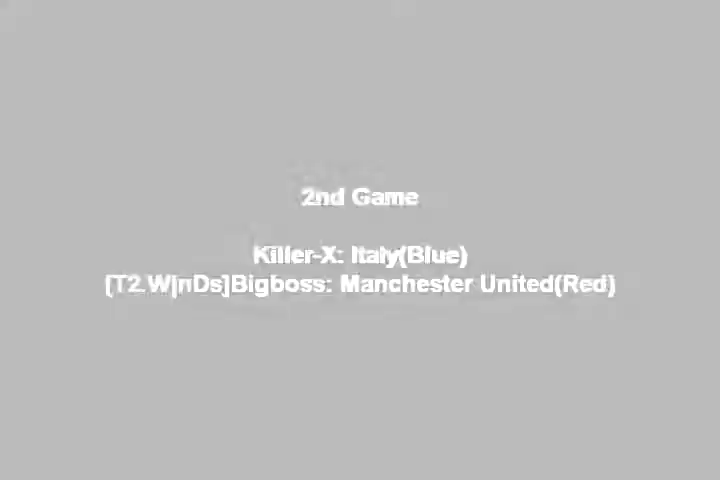 2nd Game
Killer-X: Italy(Blue)
[T2.W|nDs]Bigboss: Manchester United(Red)